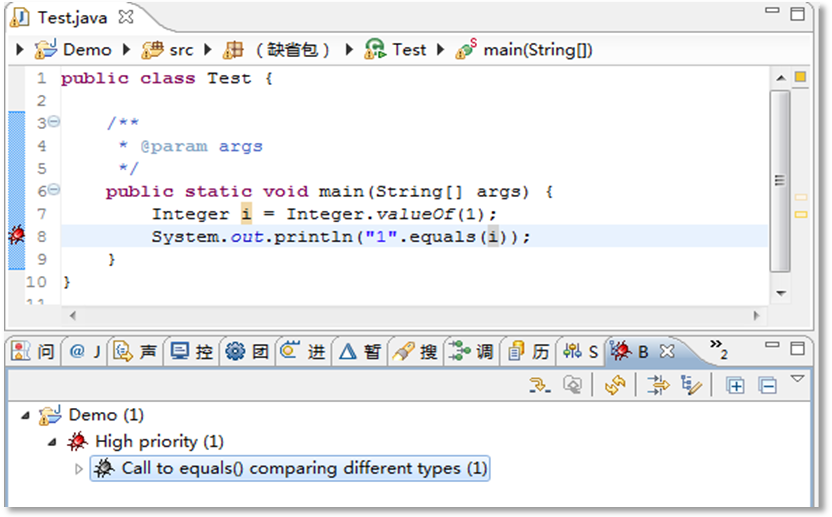 Test.java
Demo src （缺省包） Test main(String[])
1 public class Test {
2
3 /**
4 * @param args
5 */
6 public static void main(String[] args) {
7 Integer i = Integer.valueOf(1);
8 System.out.println("1".equals(i));
9 }
10 }
11
问 @ J 声 控 团 进 暂 搜 调 历 S B »2
Demo (1)
High priority (1)
Call to equals() comparing different types (1)